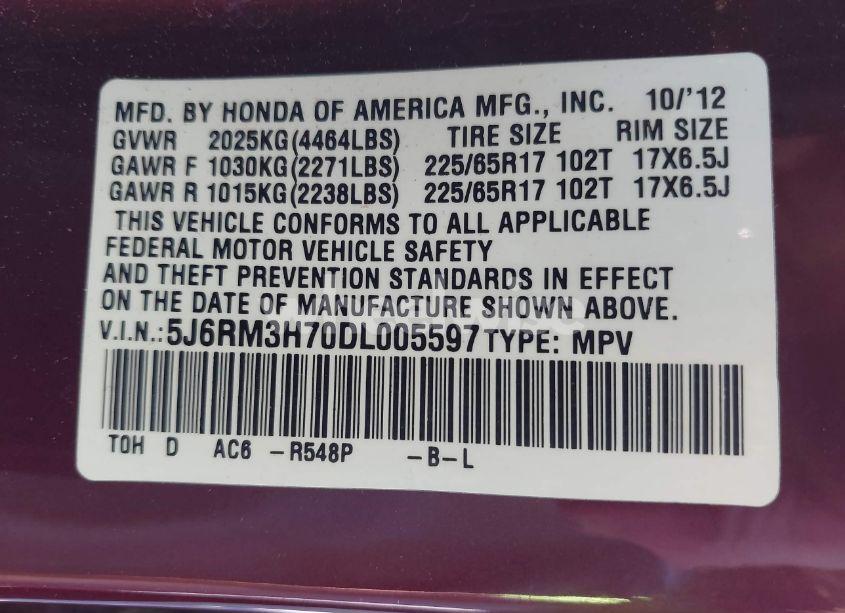 MFD. BY HONDA OF AMERICA MFG., INC. 10/'12
GVWR 2025KG(4464LBS) TIRE SIZE RIM SIZE
GAWR F 1030KG(2271LBS) 225/65R17 102T 17X6.5J
GAWR R 1015KG(2238LBS) 225/65R17 102T 17X6.5J
THIS VEHICLE CONFORMS TO ALL APPLICABLE
FEDERAL MOTOR VEHICLE SAFETY
AND THEFT PREVENTION STANDARDS IN EFFECT
ON THE DATE OF MANUFACTURE SHOWN ABOVE.
V.I.N.: 5J6RM3H70DL005597 TYPE: MPV
TOH D AC6 -R548P -B-L